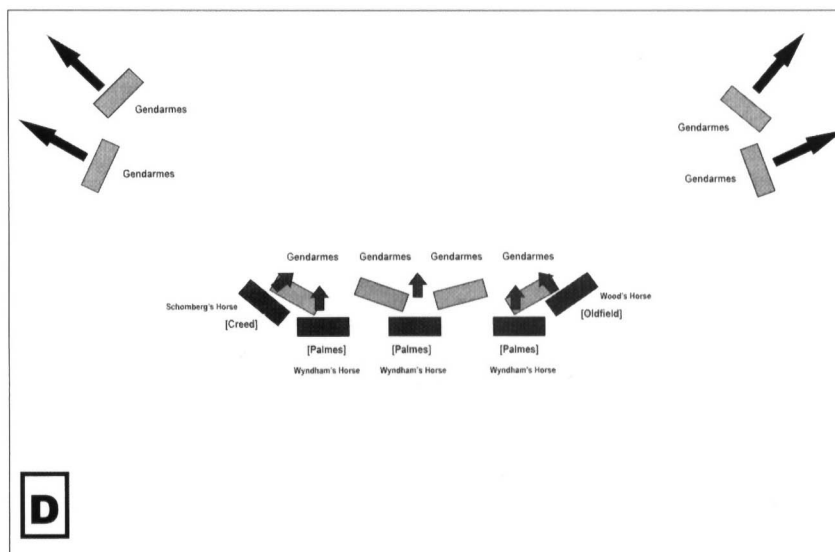 Gendarmes
Gendarmes
Gendarmes
Gendarmes
Gendarmes Gendarmes Gendarmes Gendarmes
Schomberg's Horse
[Creed]
Wood's Horse
[Oldfield]
[Palmes] [Palmes] [Palmes]
Wyndham's Horse Wyndham's Horse Wyndham's Horse
D